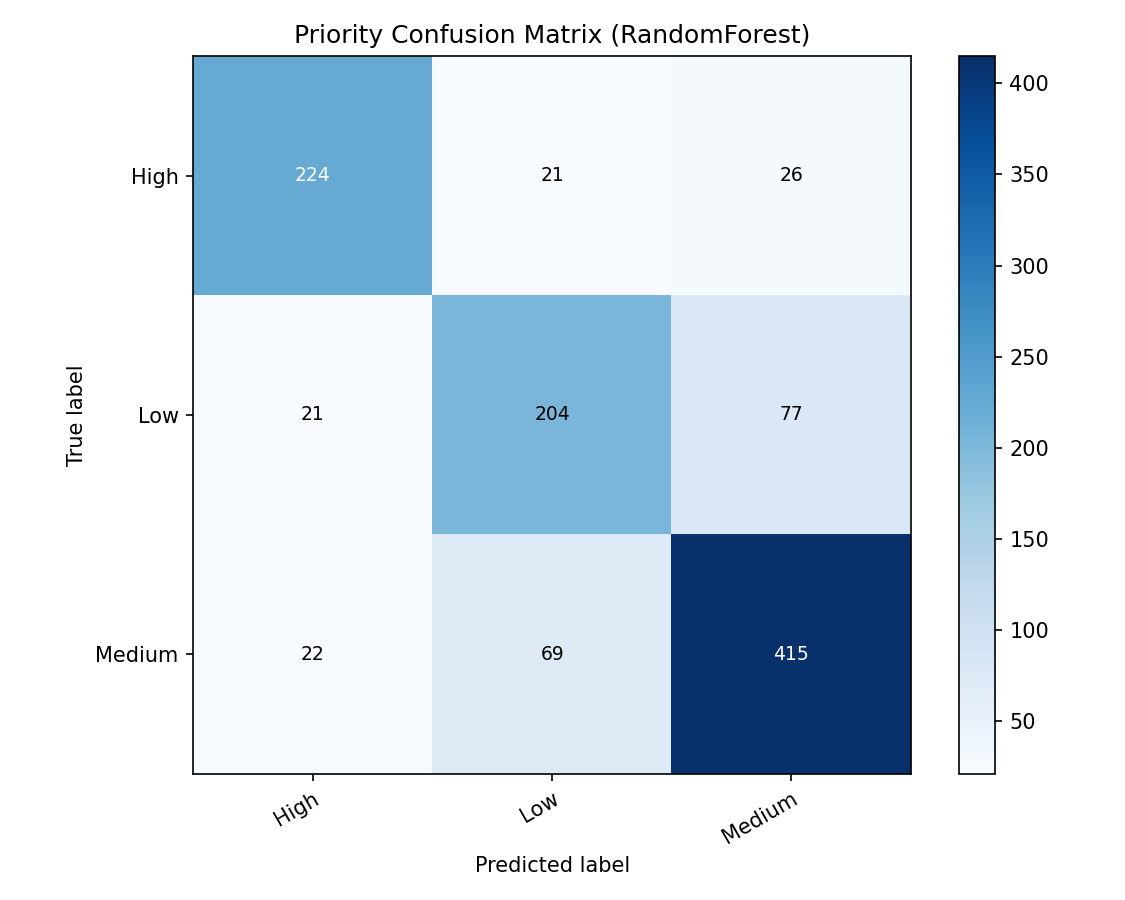 Priority Confusion Matrix (RandomForest)
High
224
21
26
Low
21
204
77
Medium
22
69
415
High
Low
Medium
Predicted label
True label
400
350
300
250
200
150
100
50